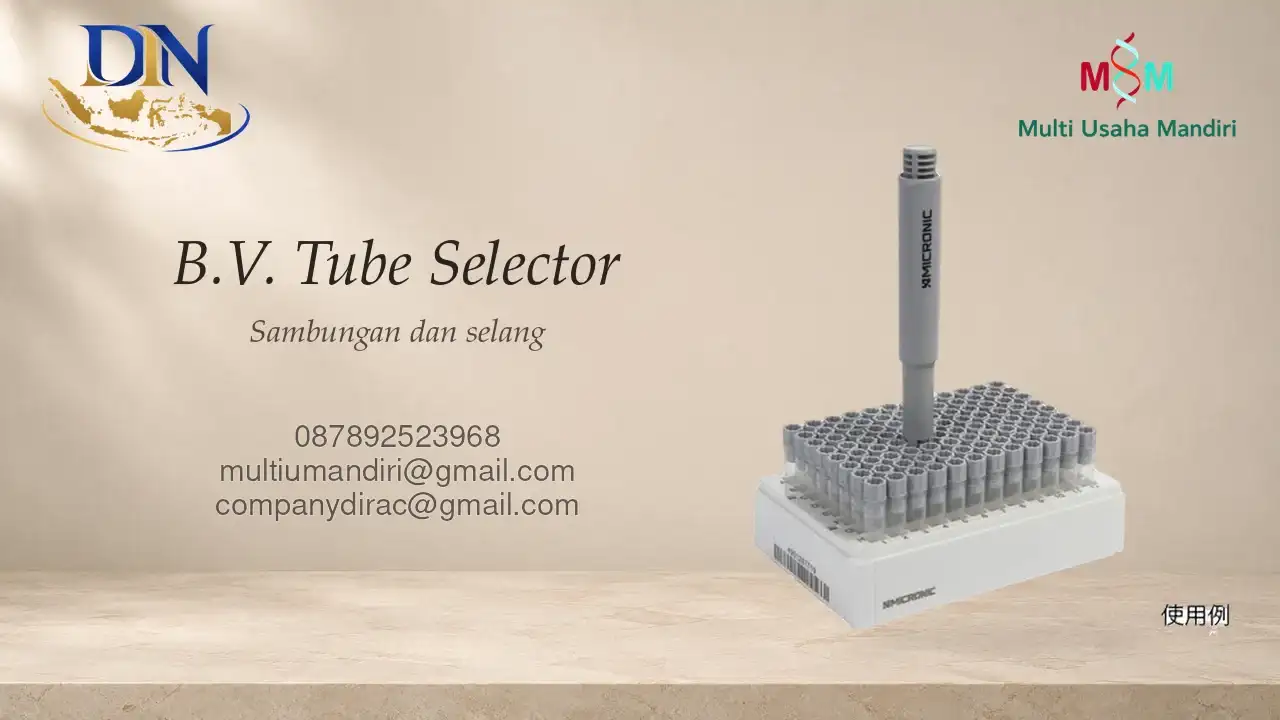 DIN
M M
Multi Usaha Mandiri
B.V. Tube Selector
Sambungan dan selang
087892523968
multiumandiri@gmail.com
companydirac@gmail.com
MICRONIC
MICRONIC
使用例